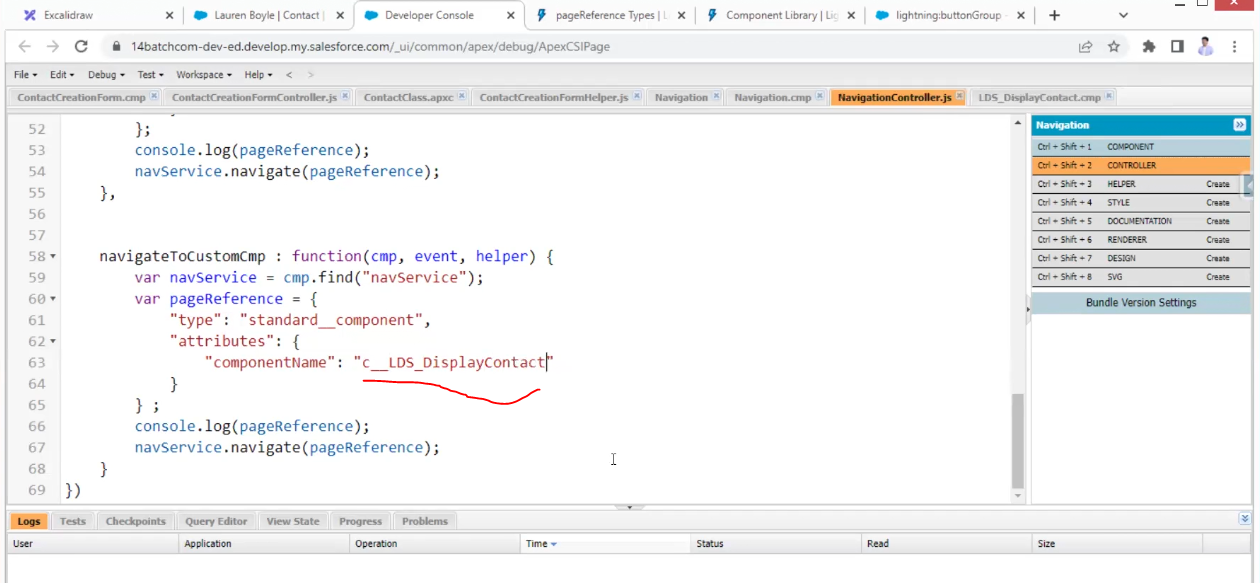 Excalidraw
Lauren Boyle | Contact |
Developer Console
pageReference Types | L
Component Library | Lig
lightning:buttonGroup -
14batchcom-dev-ed.develop.my.salesforce.com/_ui/common/apex/debug/ApexCSIPage
File Edit Debug Test Workspace Help < >
ContactCreationForm.cmp ContactCreationFormController.js ContactClass.apxc ContactCreationFormHelper.js Navigation Navigation.cmp NavigationController.js LDS_DisplayContact.cmp
52 };
53 console.log(pageReference);
54 navService.navigate(pageReference);
55 },
56
57
58 navigateToCustomCmp : function(cmp, event, helper) {
59 var navService = cmp.find("navService");
60 var pageReference = {
61 "type": "standard__component",
62 "attributes": {
63 "componentName": "c__LDS_DisplayContact"
64 }
65 } ;
66 console.log(pageReference);
67 navService.navigate(pageReference);
68 }
69 })
Navigation
Ctrl + Shift + 1 COMPONENT
Ctrl + Shift + 2 CONTROLLER
Ctrl + Shift + 3 HELPER Create
Ctrl + Shift + 4 STYLE Create
Ctrl + Shift + 5 DOCUMENTATION Create
Ctrl + Shift + 6 RENDERER Create
Ctrl + Shift + 7 DESIGN Create
Ctrl + Shift + 8 SVG Create
Bundle Version Settings
Logs Tests Checkpoints Query Editor View State Progress Problems
User Application Operation Time Status Read Size